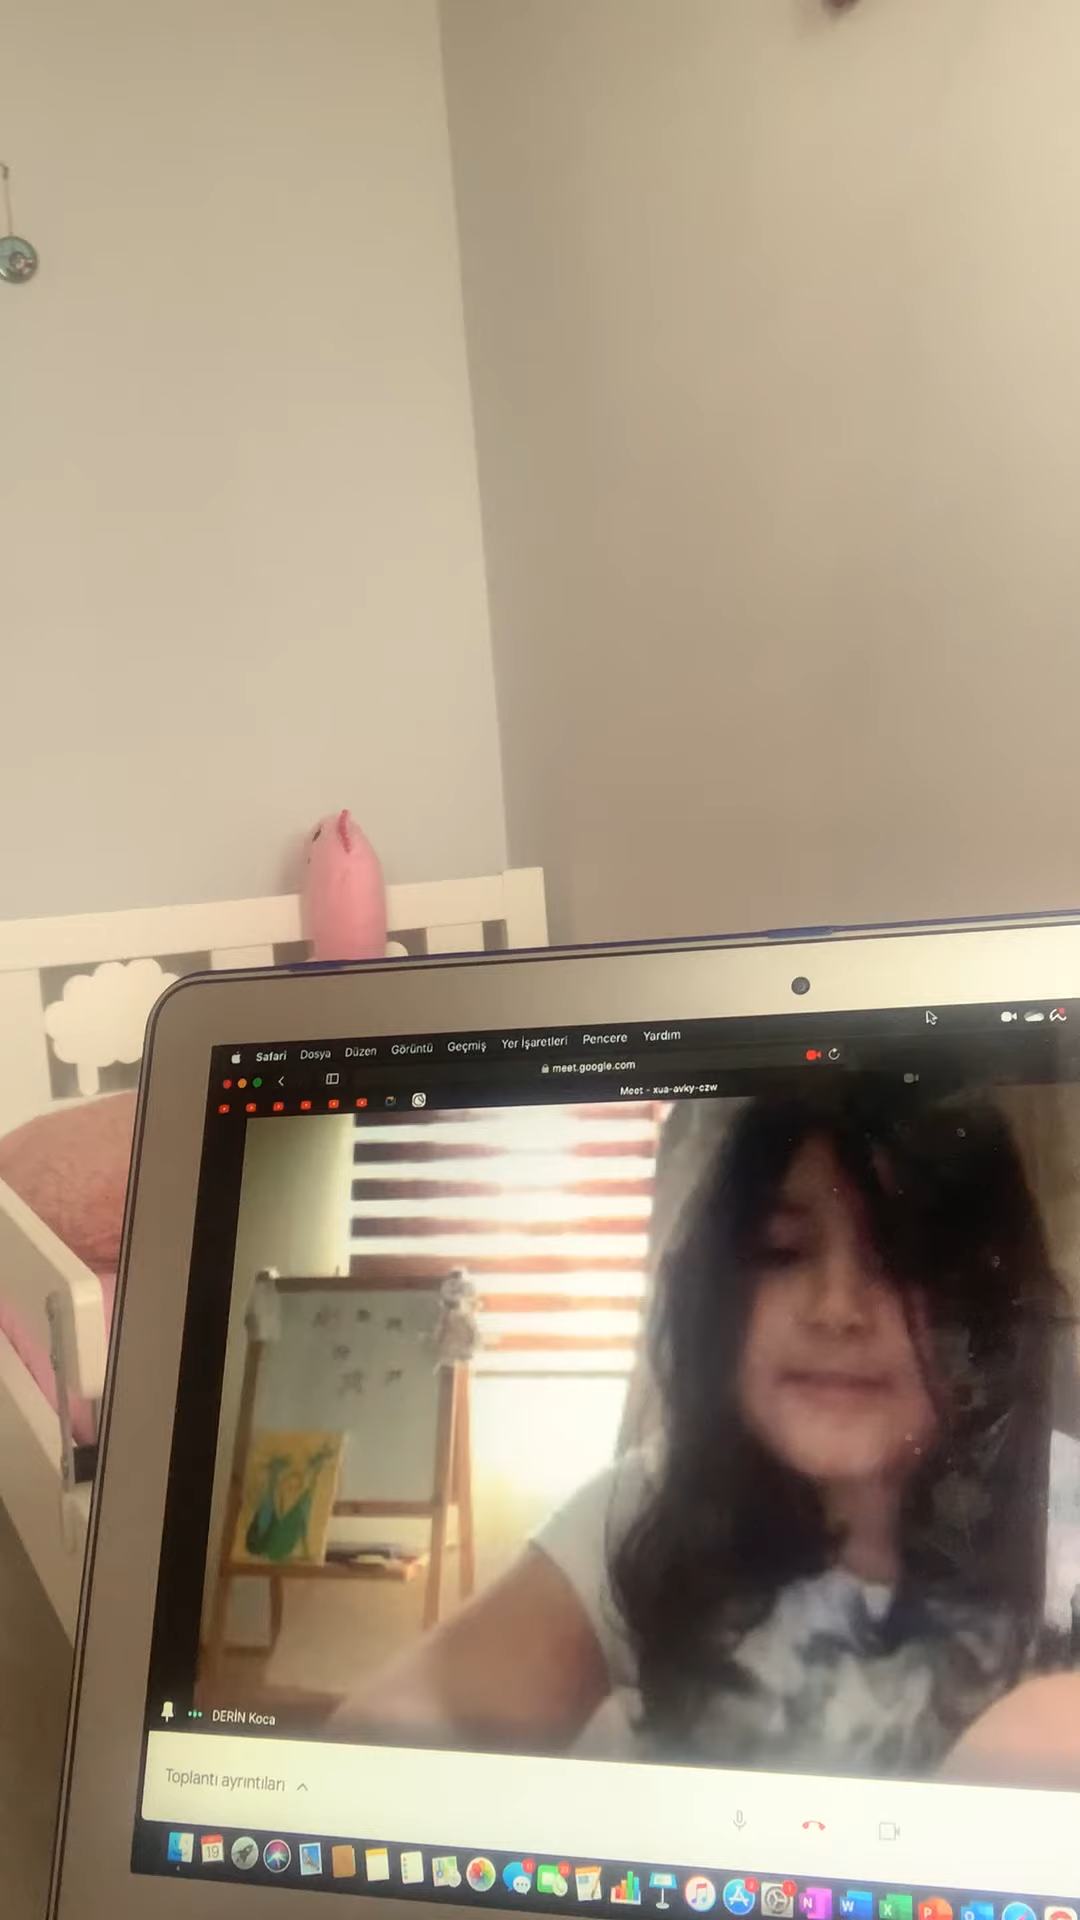 Safari Dosya Düzen Görüntü Geçmiş Yer İşaretleri Pencere Yardım
meet.google.com
Meet - xua-avky-czw
DERİN Koca
Toplantı ayrıntıları
19
N W X P